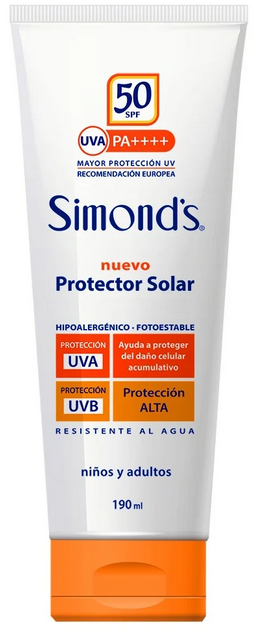 50
SPF
UVA PA++++
MAYOR PROTECCIÓN UV
RECOMENDACIÓN EUROPEA
Simond's®
nuevo
Protector Solar
HIPOALERGÉNICO - FOTOESTABLE
PROTECCIÓN
UVA
Ayuda a proteger
del daño celular
acumulativo
PROTECCIÓN
UVB
Protección
ALTA
RESISTENTE AL AGUA
niños y adultos
190 ml